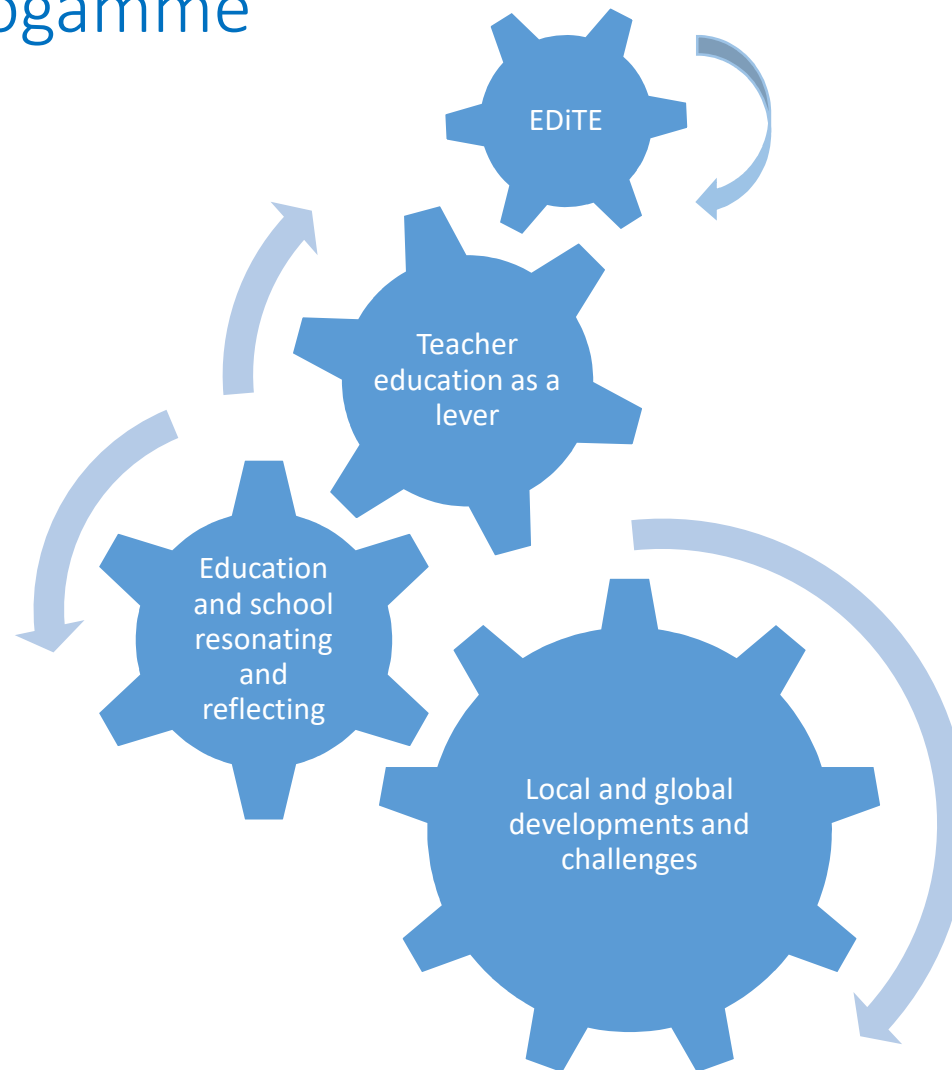 ogamme
EDiTE
Teacher
education as a
lever
Education
and school
resonating
and
reflecting
Local and global
developments and
challenges